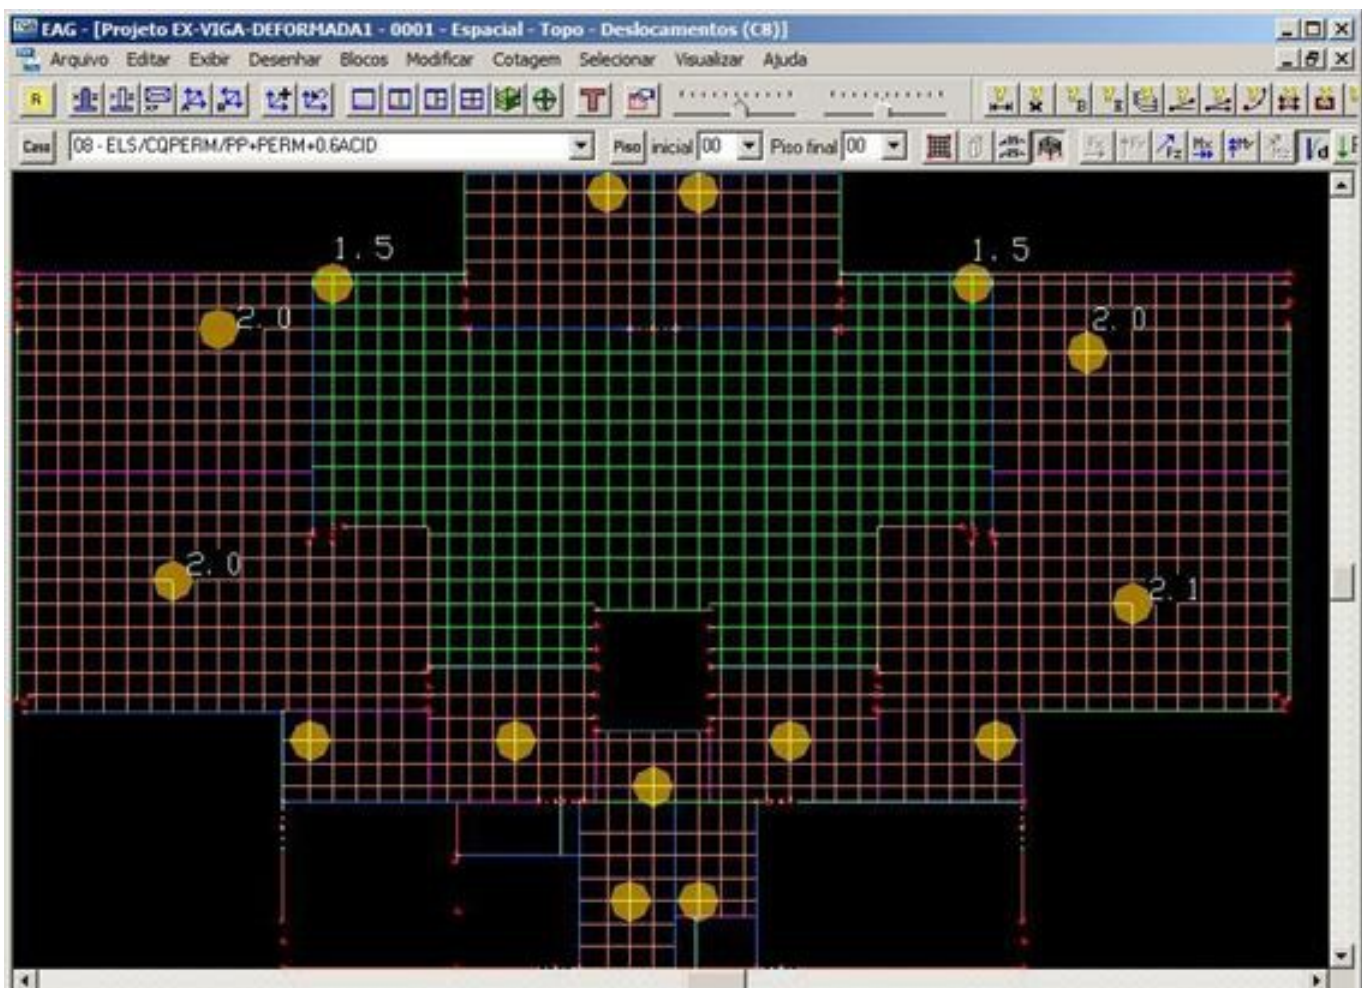 EAG - [Projeto EX-VIGA-DEFORMADA1 - 0001 - Espacial - Topo - Deslocamentos (C8)]
Arquivo Editar Exibir Desenhar Blocos Modificar Cotagem Selecionar Visualizar Ajuda
R
Caso 08 - ELS/CQPERM/PP+PERM+0.6ACID Piso inicial 00 Piso final 00 Fz Mx d
1.5 1.5
2.0 2.0
2.0 2.1